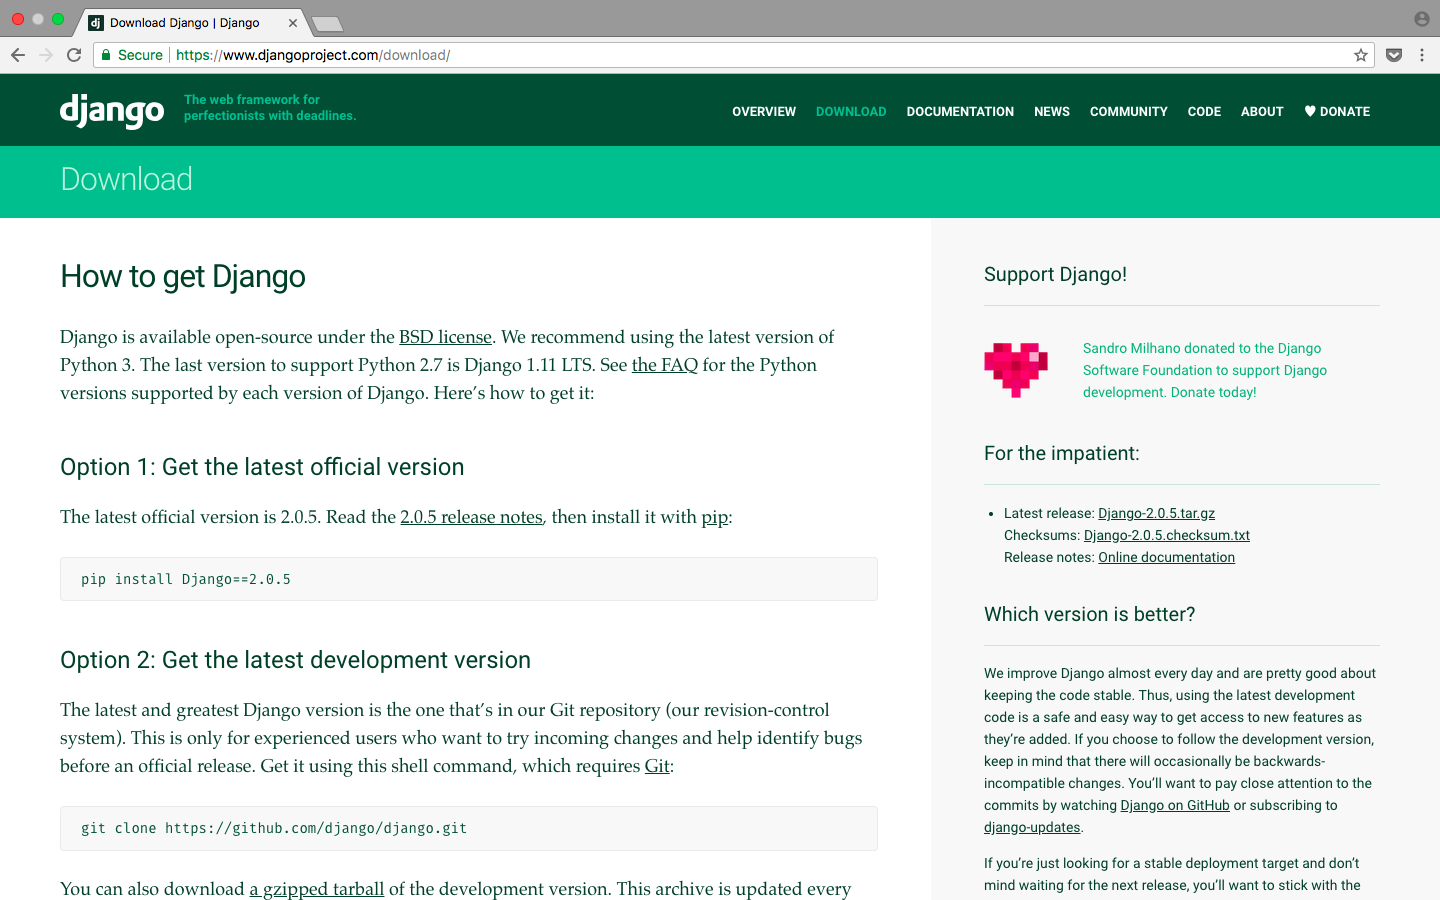 Download Django | Django
Secure https://www.djangoproject.com/download/
django
The web framework for
perfectionists with deadlines.
OVERVIEW DOWNLOAD DOCUMENTATION NEWS COMMUNITY CODE ABOUT DONATE
Download
How to get Django
Django is available open-source under the BSD license. We recommend using the latest version of
Python 3. The last version to support Python 2.7 is Django 1.11 LTS. See the FAQ for the Python
versions supported by each version of Django. Here’s how to get it:
Option 1: Get the latest official version
The latest official version is 2.0.5. Read the 2.0.5 release notes, then install it with pip:
pip install Django==2.0.5
Option 2: Get the latest development version
The latest and greatest Django version is the one that’s in our Git repository (our revision-control
system). This is only for experienced users who want to try incoming changes and help identify bugs
before an official release. Get it using this shell command, which requires Git:
git clone https://github.com/django/django.git
You can also download a gzipped tarball of the development version. This archive is updated every
Support Django!
Sandro Milhano donated to the Django
Software Foundation to support Django
development. Donate today!
For the impatient:
• Latest release: Django-2.0.5.tar.gz
Checksums: Django-2.0.5.checksum.txt
Release notes: Online documentation
Which version is better?
We improve Django almost every day and are pretty good about
keeping the code stable. Thus, using the latest development
code is a safe and easy way to get access to new features as
they’re added. If you choose to follow the development version,
keep in mind that there will occasionally be backwards-
incompatible changes. You’ll want to pay close attention to the
commits by watching Django on GitHub or subscribing to
django-updates.
If you’re just looking for a stable deployment target and don’t
mind waiting for the next release, you’ll want to stick with the